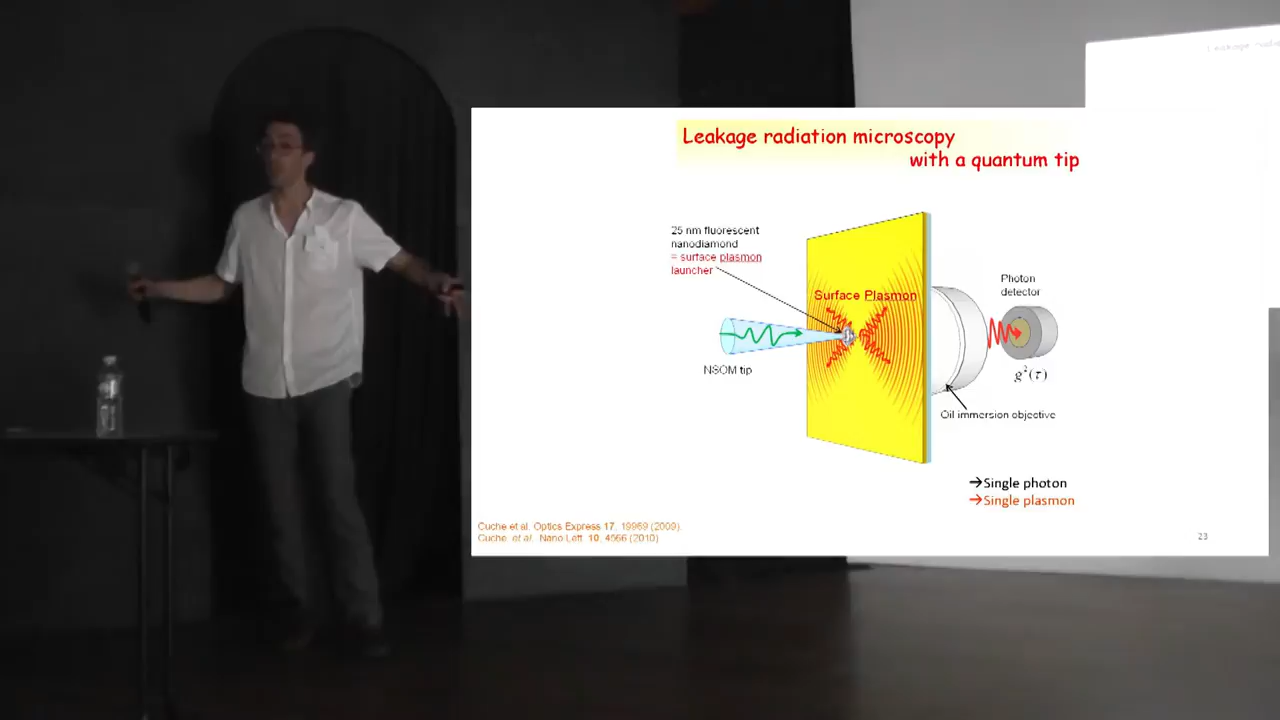 Leakage radiation microscopy
with a quantum tip
25 nm fluorescent
nanodiamond
= surface plasmon
launcher
Surface Plasmon
Photon
detector
NSOM tip
g²(τ)
Oil immersion objective
→Single photon
→Single plasmon
Cuche et al. Optics Express 17, 19969 (2009).
Cuche, et al. Nano Lett. 10, 4566 (2010)
23
Leakage